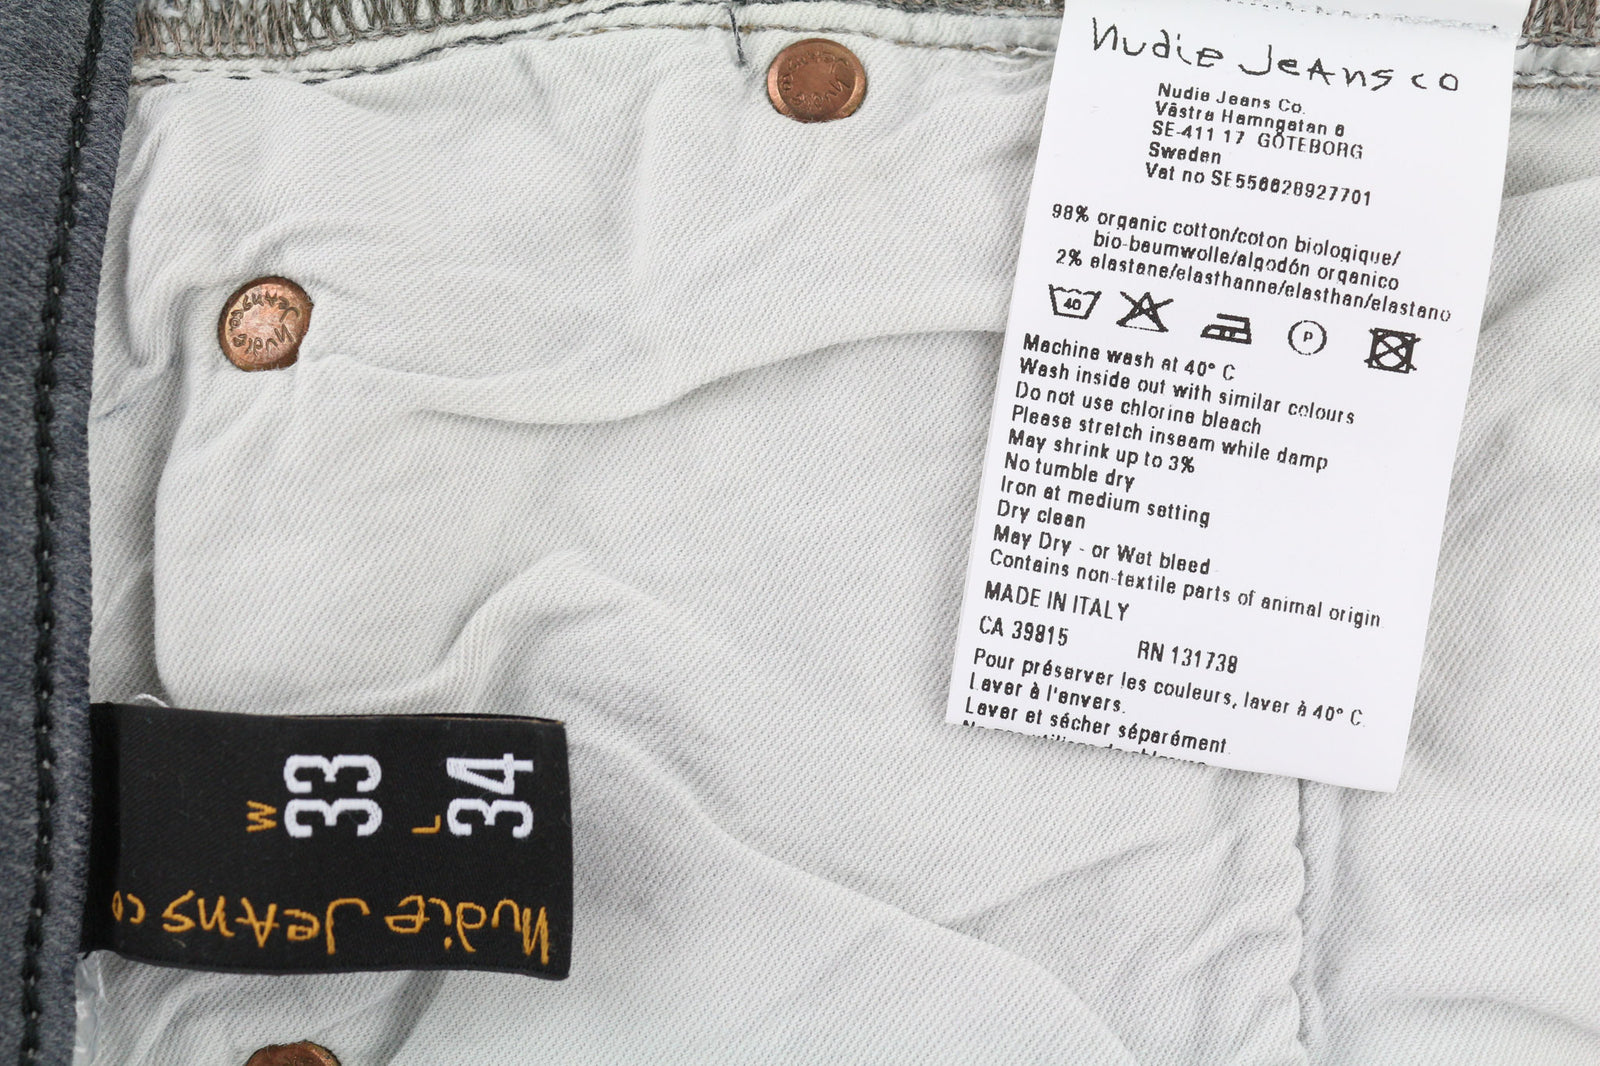 Nudie Jeans co
Nudie Jeans Co.
Västra Hamngatan 6
SE-411 17 GÖTEBORG
Sweden
Vat no SE556628927701
98% organic cotton/coton biologique/
bio-baumwolle/algodón organico
2% elastane/elasthanne/elasthan/elastano
40
P
Machine wash at 40° C
Wash inside out with similar colours
Do not use chlorine bleach
Please stretch inseam while damp
May shrink up to 3%
No tumble dry
Iron at medium setting
Dry clean
May Dry - or Wet bleed
Contains non-textile parts of animal origin
MADE IN ITALY
CA 39815 RN 131738
Pour préserver les couleurs, laver à 40° C.
Laver à l'envers.
Laver et sécher séparément.
W 33
L 34
Nudie Jeans co
Nudie Jeans co